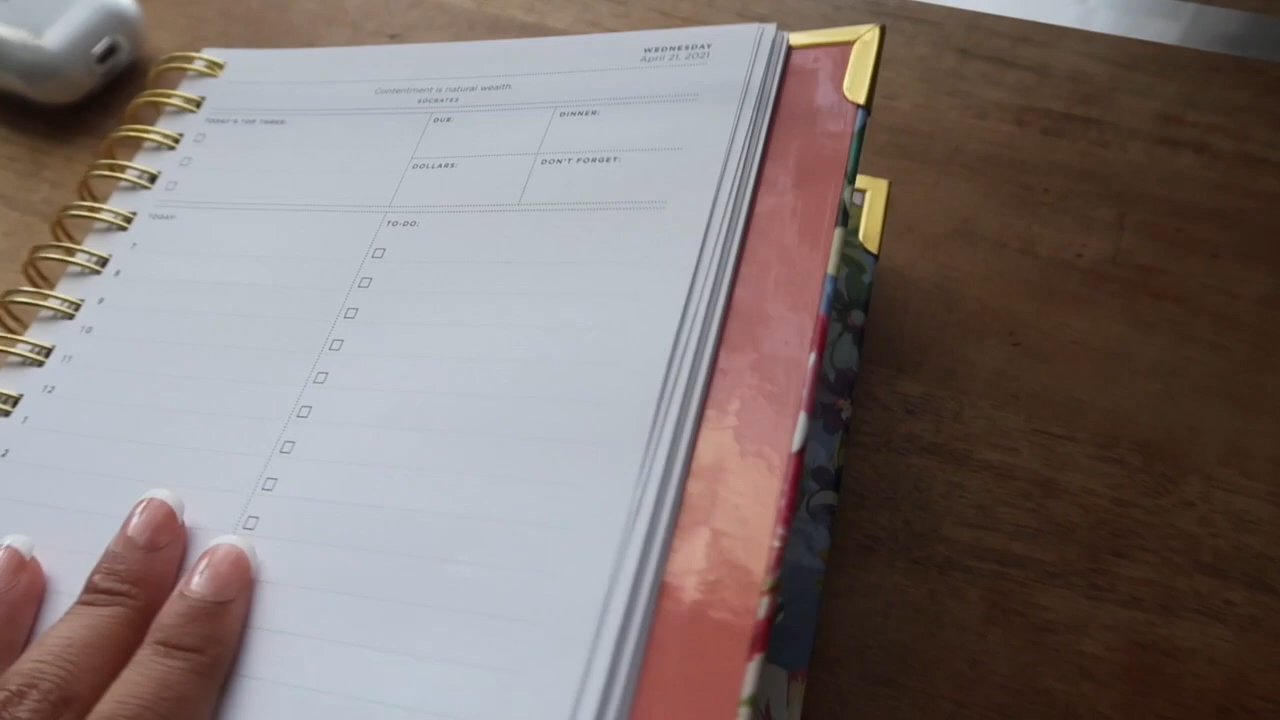 WEDNESDAY
April 21, 2021
Contentment is natural wealth.
SOCRATES
TODAY'S TOP THREE:
DUE:
DINNER:
DOLLARS:
DON'T FORGET:
TODAY:
TO-DO:
7
8
9
10
11
12
1
2